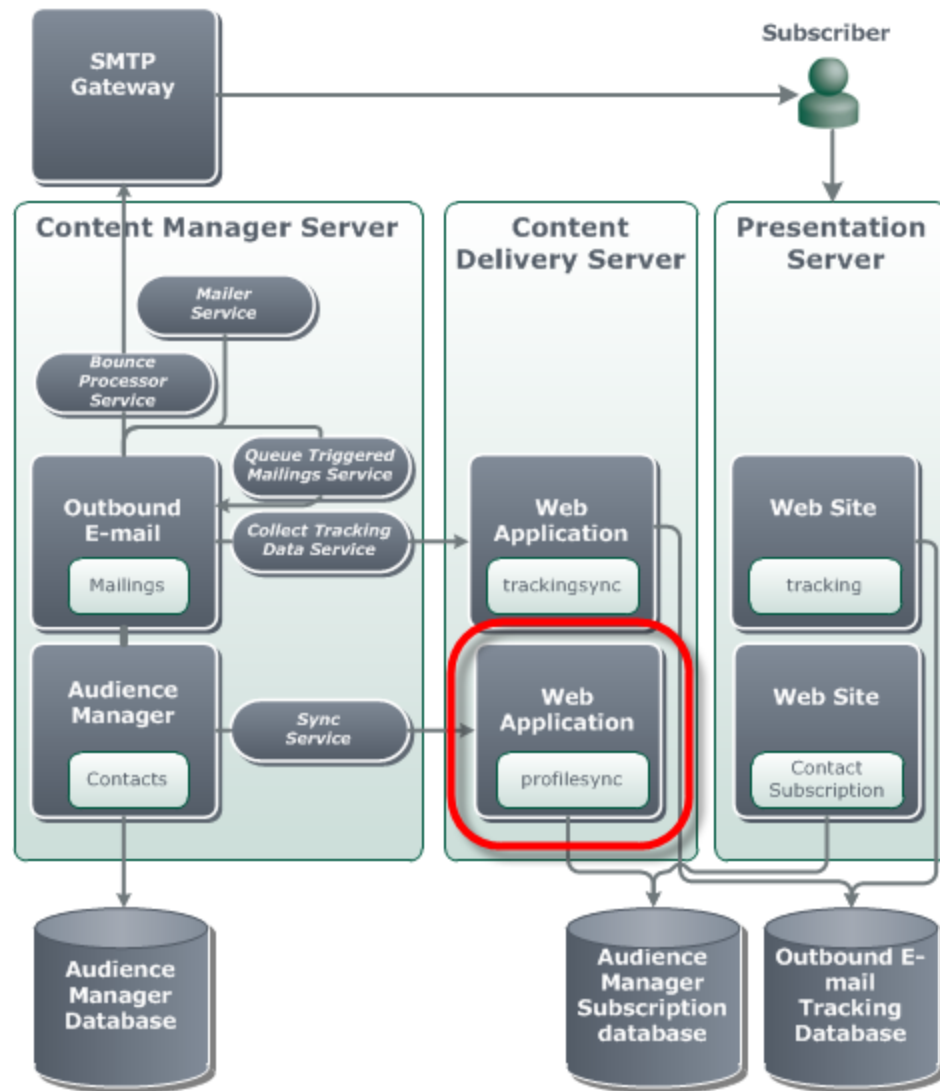 Subscriber
SMTP
Gateway
Content Manager Server
Content
Delivery Server
Presentation
Server
Mailer
Service
Bounce
Processor
Service
Queue Triggered
Mailings Service
Outbound
E-mail
Mailings
Collect Tracking
Data Service
Web
Application
trackingsync
Web Site
tracking
Audience
Manager
Contacts
Sync
Service
Web
Application
profilesync
Web Site
Contact
Subscription
Audience
Manager
Database
Audience
Manager
Subscription
database
Outbound E-
mail
Tracking
Database